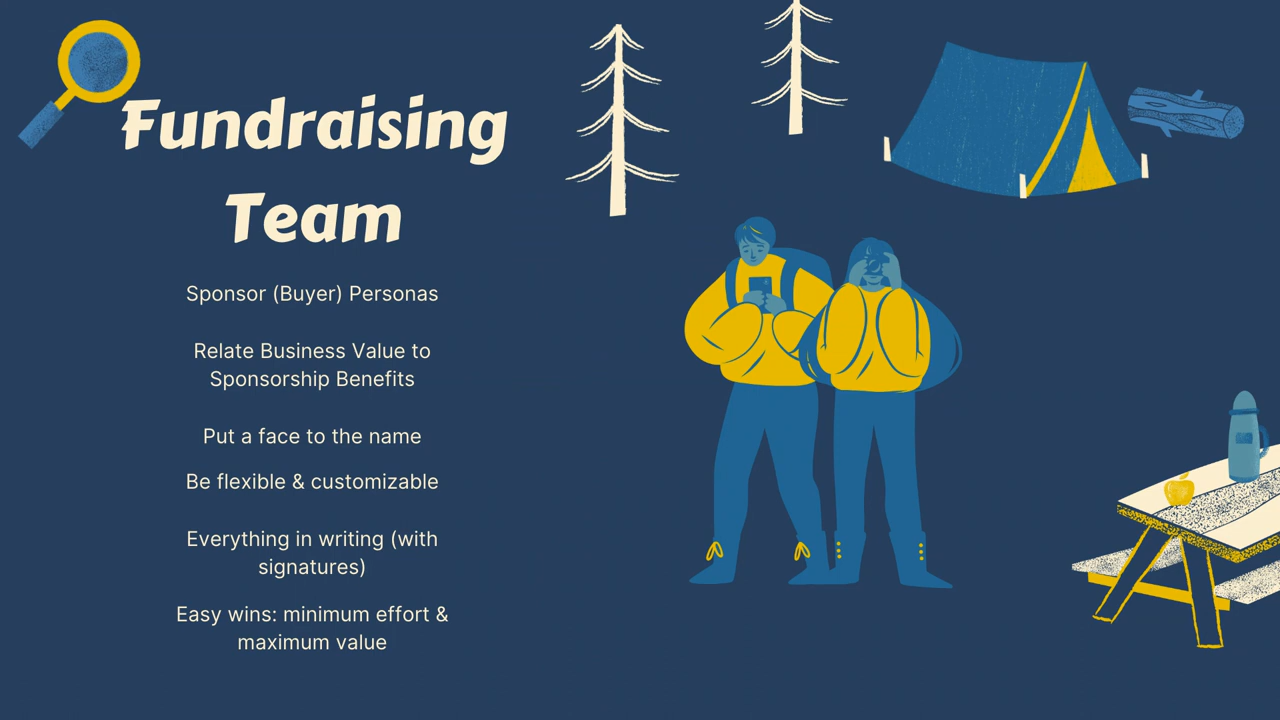 Fundraising
Team
Sponsor (Buyer) Personas
Relate Business Value to
Sponsorship Benefits
Put a face to the name
Be flexible & customizable
Everything in writing (with
signatures)
Easy wins: minimum effort &
maximum value